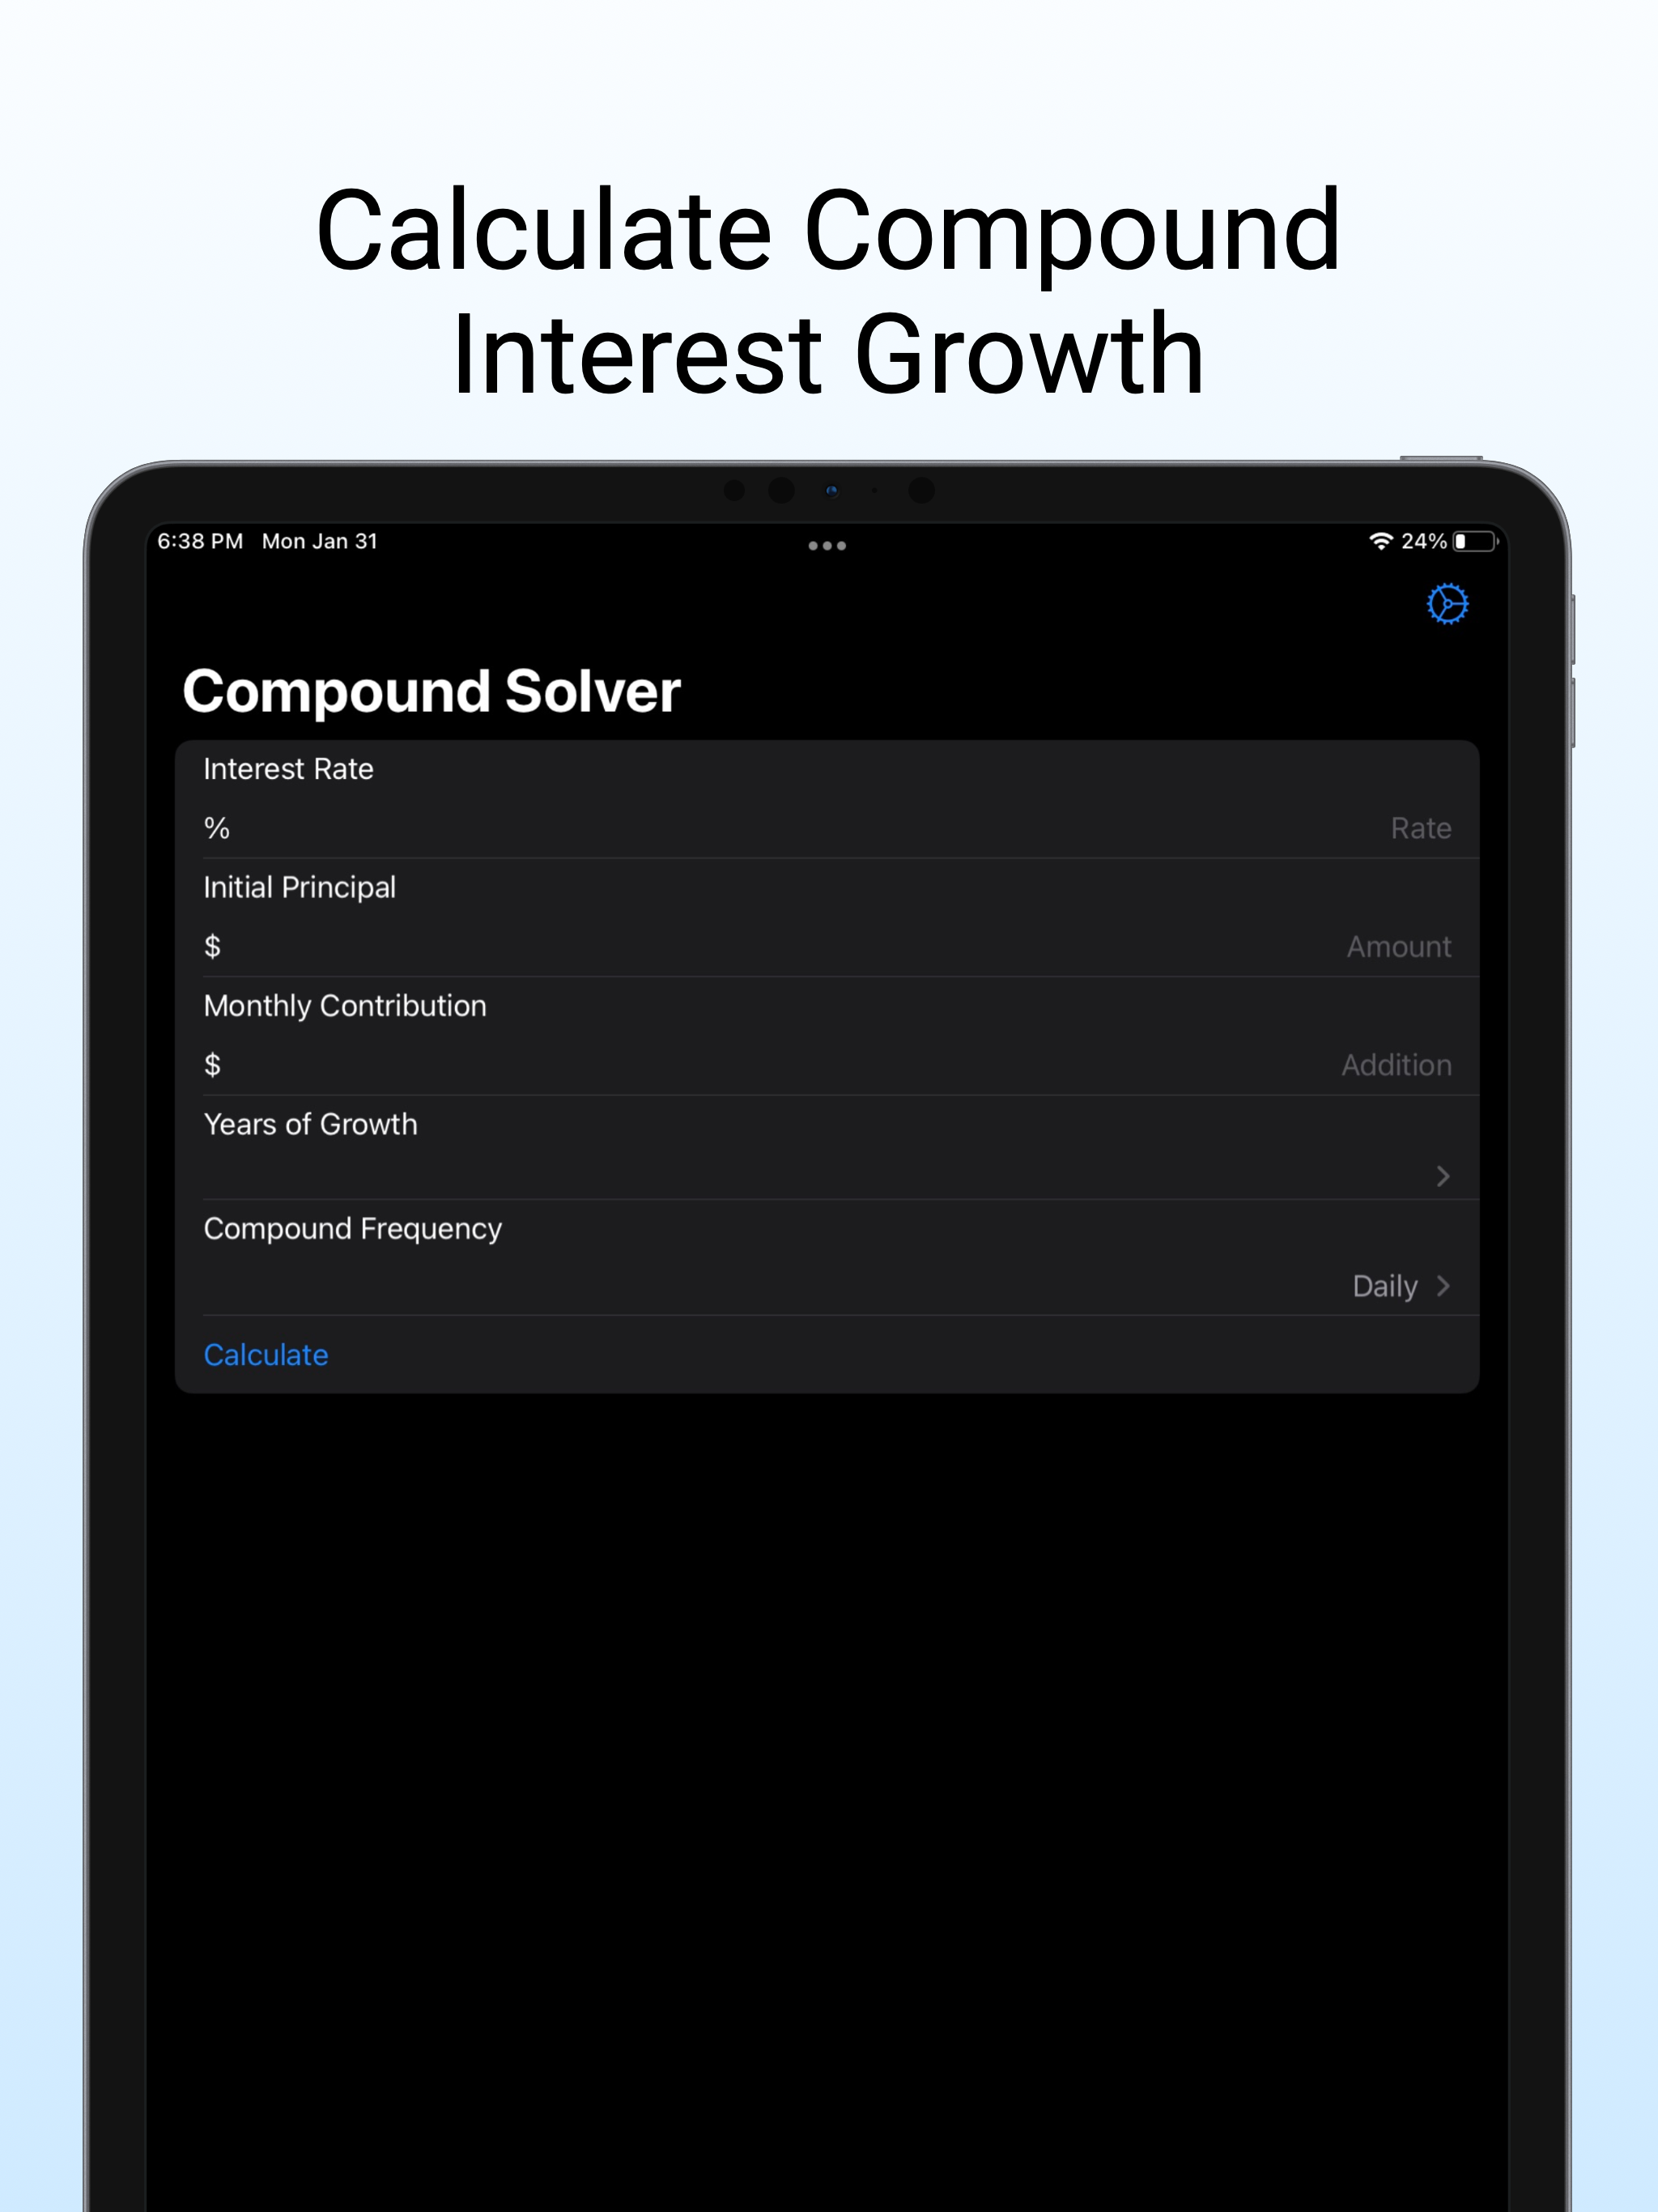 Calculate Compound
Interest Growth
6:38 PM Mon Jan 31
24%
Compound Solver
Interest Rate
% Rate
Initial Principal
$ Amount
Monthly Contribution
$ Addition
Years of Growth
Compound Frequency
Daily
Calculate